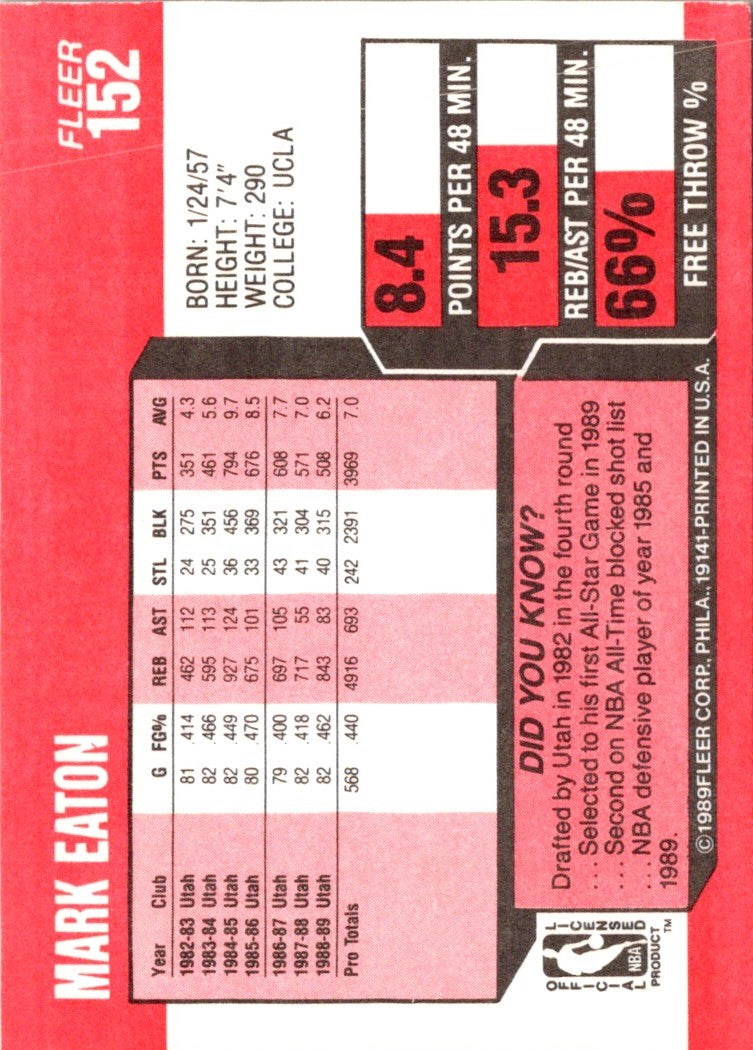 MARK EATON
FLEER
152
BORN: 1/24/57
HEIGHT: 7'4"
WEIGHT: 290
COLLEGE: UCLA
Year Club G FG% REB AST STL BLK PTS AVG
1982-83 Utah 81 .414 462 112 24 275 351 4.3
1983-84 Utah 82 .466 595 113 25 351 461 5.6
1984-85 Utah 82 .449 927 124 36 456 794 9.7
1985-86 Utah 80 .470 675 101 33 369 676 8.5
1986-87 Utah 79 .400 697 105 43 321 608 7.7
1987-88 Utah 82 .418 717 55 41 304 571 7.0
1988-89 Utah 82 .462 843 83 40 315 508 6.2
Pro Totals 568 .440 4916 693 242 2391 3969 7.0
8.4
POINTS PER 48 MIN.
15.3
REB/AST PER 48 MIN.
66%
FREE THROW %
DID YOU KNOW?
Drafted by Utah in 1982 in the fourth round
. . . Selected to his first All-Star Game in 1989
. . . Second on NBA All-Time blocked shot list
. . . NBA defensive player of year 1985 and
1989.
OFFICIAL LICENSED
NBA
PRODUCT™
©1989FLEER CORP., PHILA., 19141-PRINTED IN U.S.A.